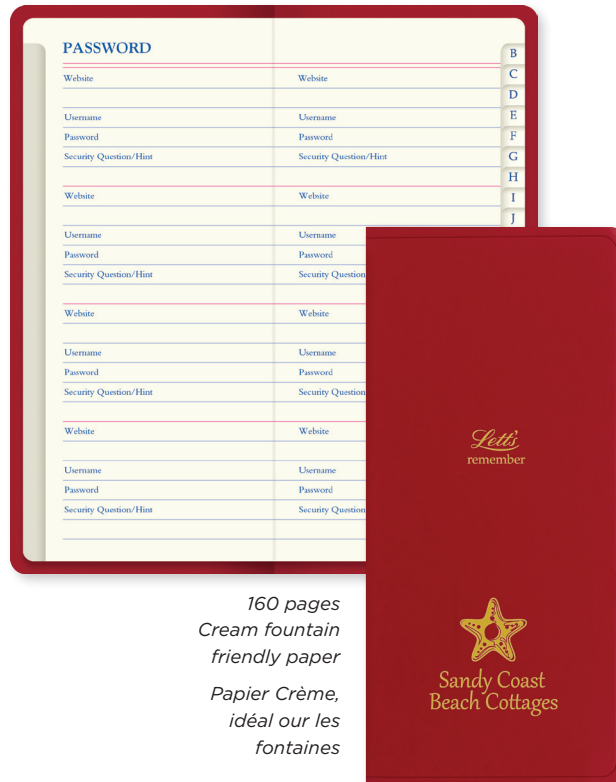 PASSWORD
Website Website
Username Username
Password Password
Security Question/Hint Security Question/Hint
Website Website
Username Username
Password Password
Security Question/Hint Security Question
Website Website
Username Username
Password Password
Security Question/Hint Security Question
Website Website
Username Username
Password Password
Security Question/Hint Security Question
B
C
D
E
F
G
H
I
J
Letts
remember
Sandy Coast
Beach Cottages
160 pages
Cream fountain
friendly paper
Papier Crème,
idéal our les
fontaines